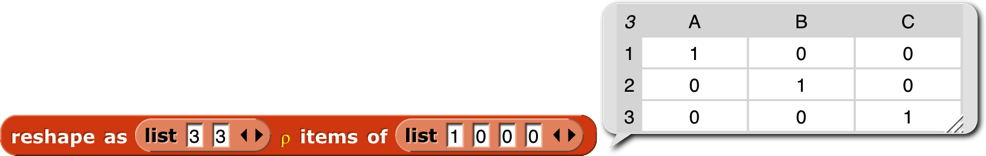 3 A B C
1 1 0 0
2 0 1 0
3 0 0 1
reshape as list 3 3 ρ items of list 1 0 0 0